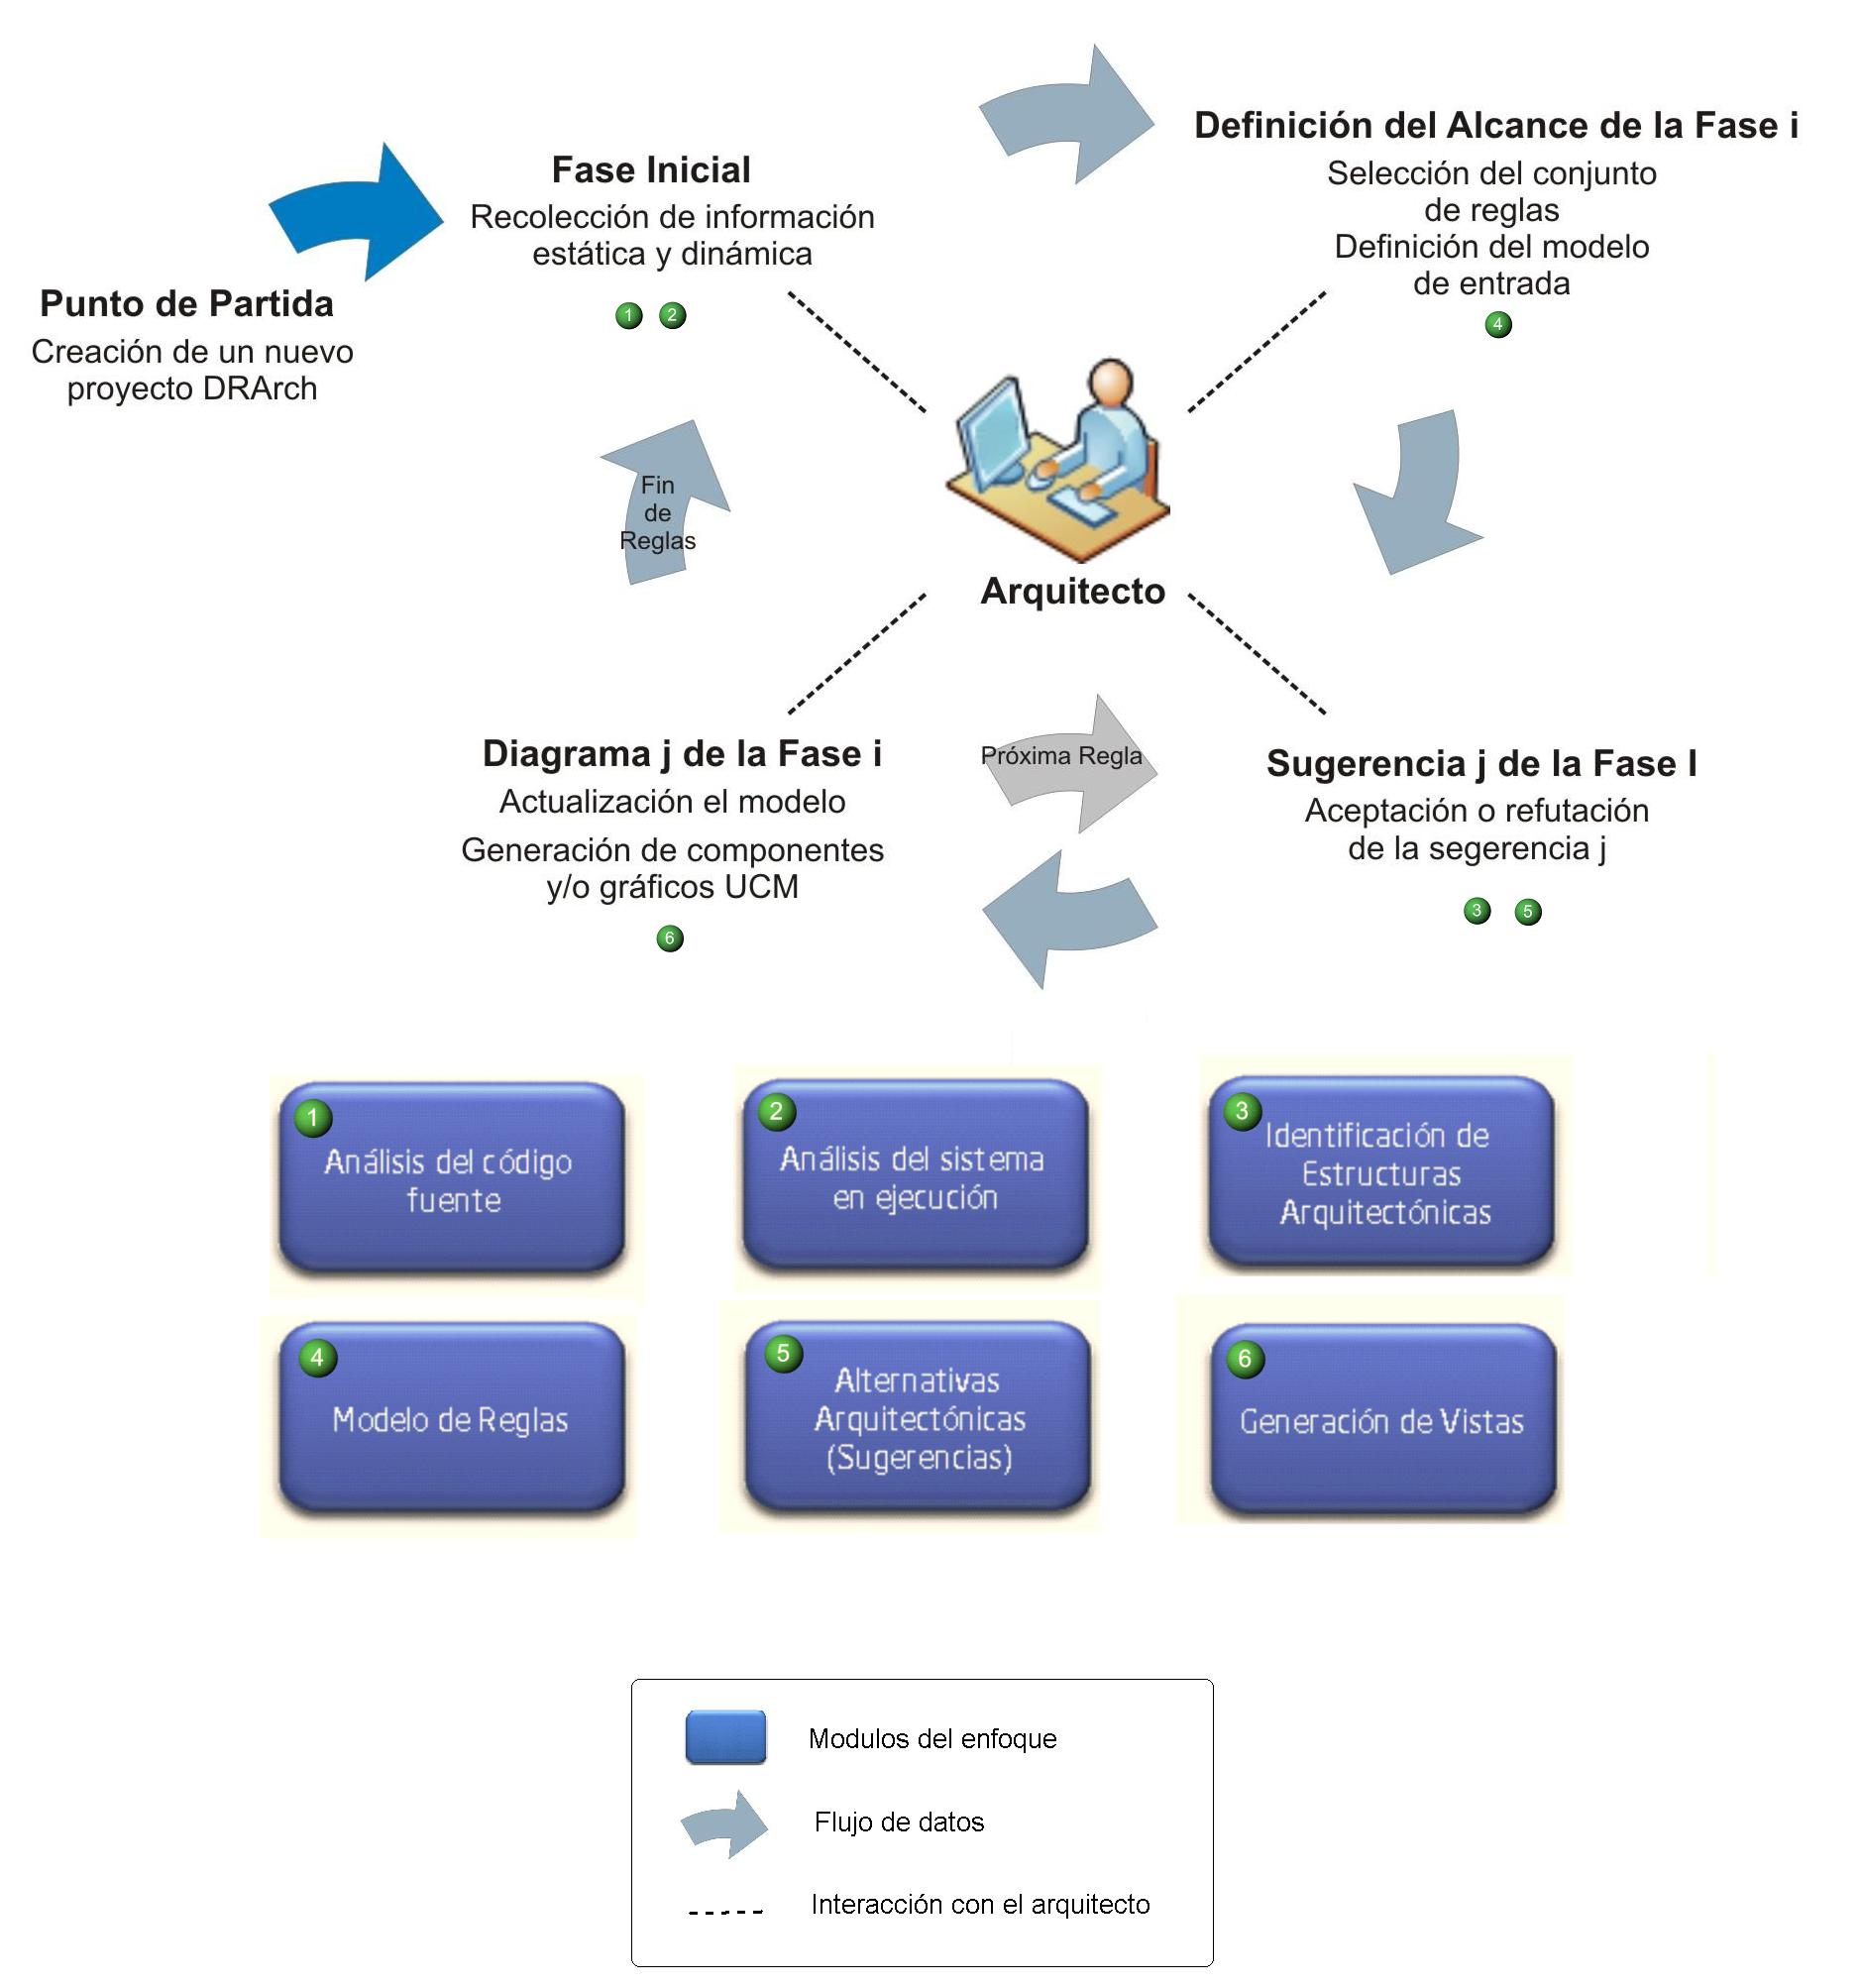 Definición del Alcance de la Fase i
Selección del conjunto
de reglas
Definición del modelo
de entrada
4
Fase Inicial
Recolección de información
estática y dinámica
1 2
Punto de Partida
Creación de un nuevo
proyecto DRArch
Fin
de
Reglas
Arquitecto
Diagrama j de la Fase i
Actualización el modelo
Generación de componentes
y/o gráficos UCM
6
Próxima Regla
Sugerencia j de la Fase I
Aceptación o refutación
de la segerencia j
3 5
1
Análisis del código
fuente
2
Análisis del sistema
en ejecución
3
Identificación de
Estructuras
Arquitectónicas
4
Modelo de Reglas
5
Alternativas
Arquitectónicas
(Sugerencias)
6
Generación de Vistas
Modulos del enfoque
Flujo de datos
Interacción con el arquitecto